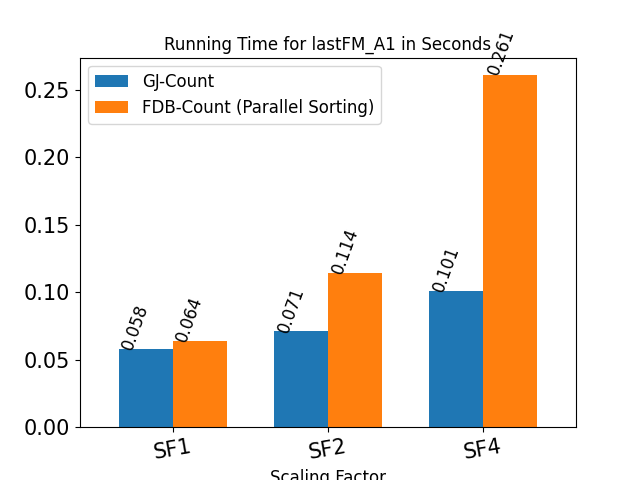 Running Time for lastFM_A1 in Seconds
GJ-Count
FDB-Count (Parallel Sorting)
0.25
0.20
0.15
0.10
0.05
0.00
0.058
0.064
0.071
0.114
0.101
0.261
SF1
SF2
SF4
Scaling Factor